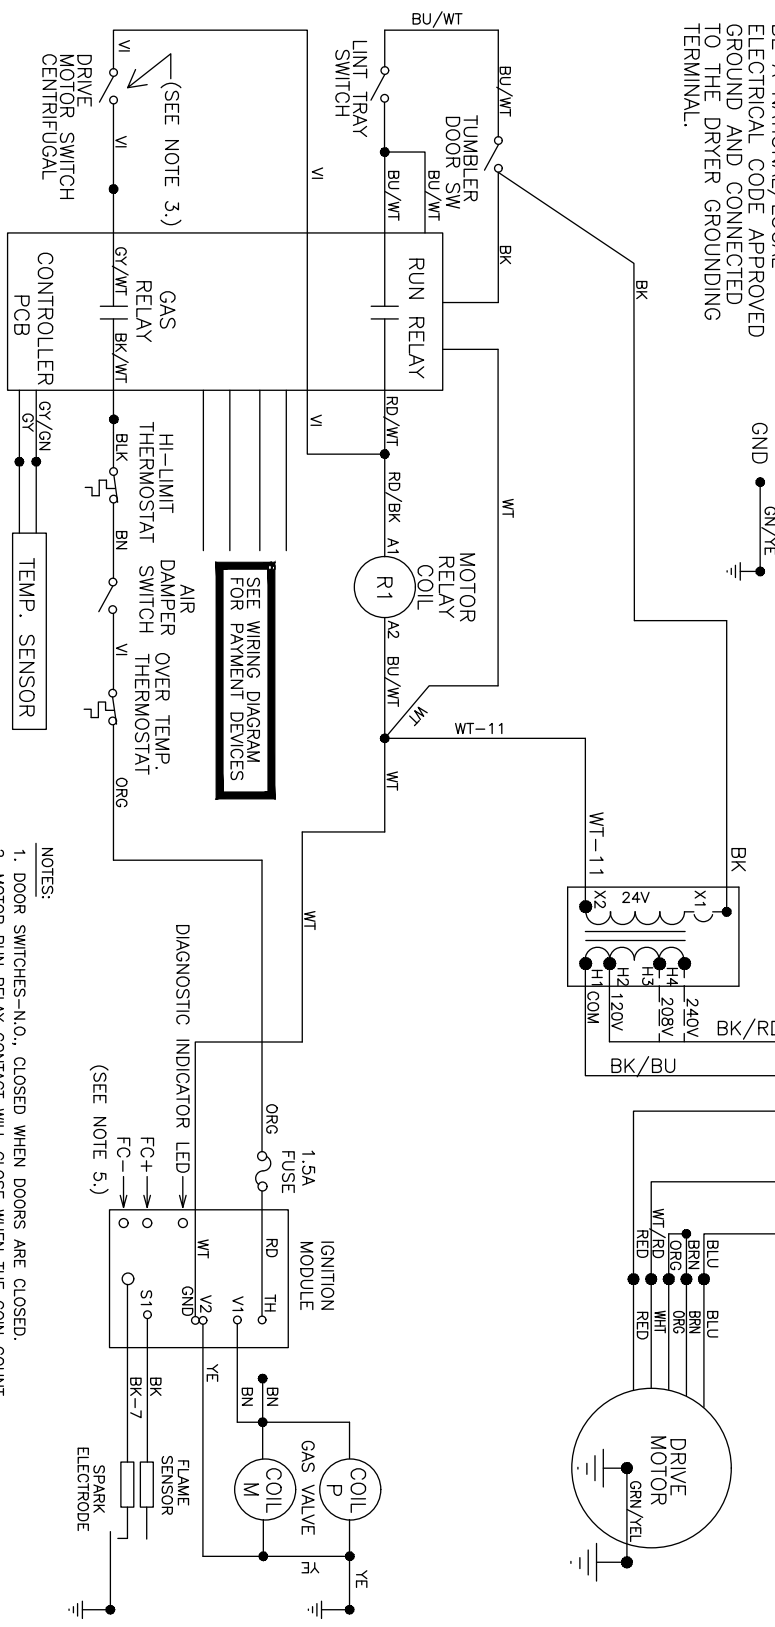 ELECTRICAL CODE APPROVED
GROUND AND CONNECTED
TO THE DRYER GROUNDING
TERMINAL.
GND
GN/YE
BK
BK
X1
24V
X2
H4
H3
H2
H1
240V
208V
120V
COM
BK/BU
WT-11
WT-11
BU/WT
BU/WT
TUMBLER
DOOR SW
BK
LINT TRAY
SWITCH
BU/WT
BU/WT
RUN RELAY
RD/WT
RD/BK
WT
MOTOR
RELAY
COIL
A1
R1
A2
BU/WT
WT
WT
WT
VI
VI
VI
VI
(SEE NOTE 3.)
DRIVE
MOTOR SWITCH
CENTRIFUGAL
GY/WT
GAS
RELAY
BK/WT
CONTROLLER
PCB
GY/GN
GY
TEMP. SENSOR
BLK
HI-LIMIT
THERMOSTAT
BN
AIR
DAMPER
SWITCH
VI
OVER TEMP.
THERMOSTAT
ORG
SEE WIRING DIAGRAM
FOR PAYMENT DEVICES
NOTES:
1. DOOR SWITCHES-N.O., CLOSED WHEN DOORS ARE CLOSED.
DIAGNOSTIC INDICATOR LED
FC+
FC-
(SEE NOTE 5.)
ORG
1.5A
FUSE
RD
WT
IGNITION
MODULE
TH
V1
V2
GND
S1
YE
BN
BN
BK
BK-7
COIL
P
COIL
M
GAS VALVE
YE
YE
FLAME
SENSOR
SPARK
ELECTRODE
BLU
BRN
ORG
WT/RD
RED
BLU
BRN
ORG
WHT
RED
DRIVE
MOTOR
GRN/YEL